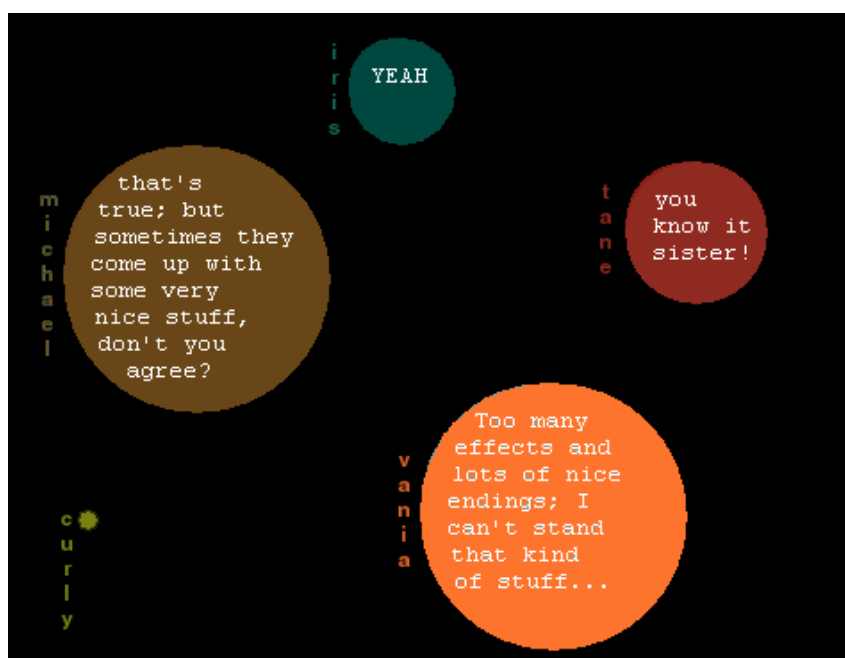 iris
YEAH
michael
that's
true; but
sometimes they
come up with
some very
nice stuff,
don't you
agree?
tane
you
know it
sister!
vania
Too many
effects and
lots of nice
endings; I
can't stand
that kind
of stuff...
curly